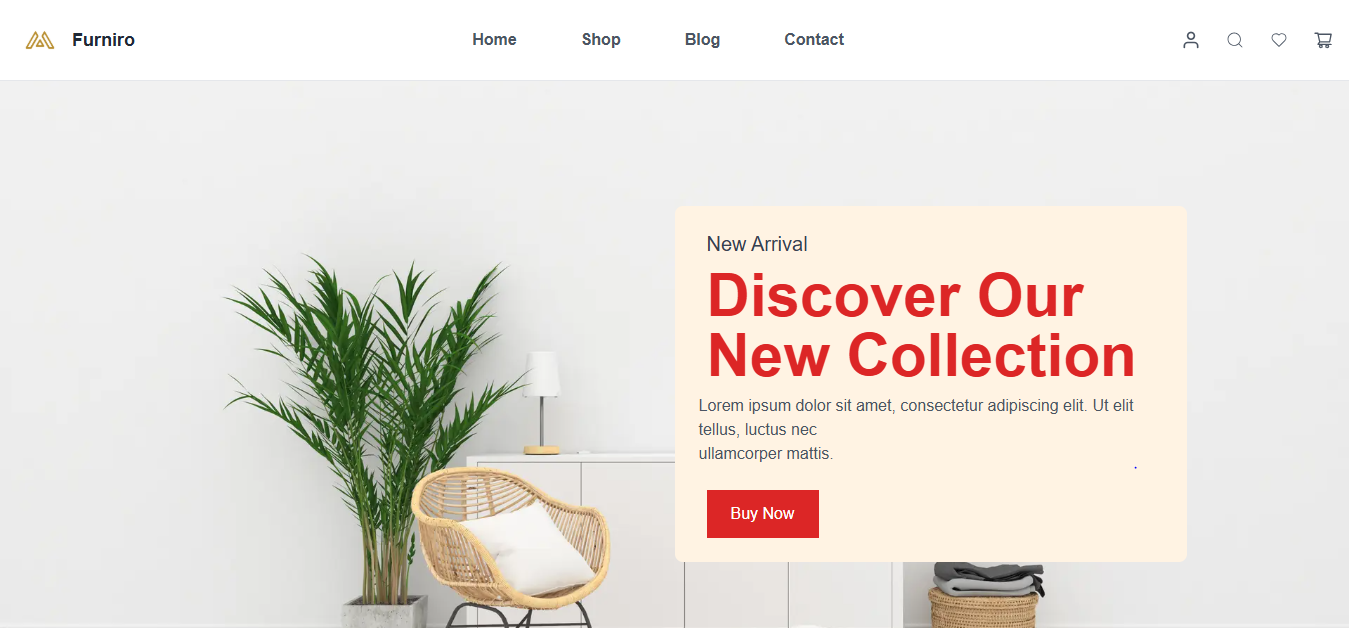 Furniro
Home
Shop
Blog
Contact
New Arrival
Discover Our
New Collection
Lorem ipsum dolor sit amet, consectetur adipiscing elit. Ut elit
tellus, luctus nec
ullamcorper mattis.
Buy Now